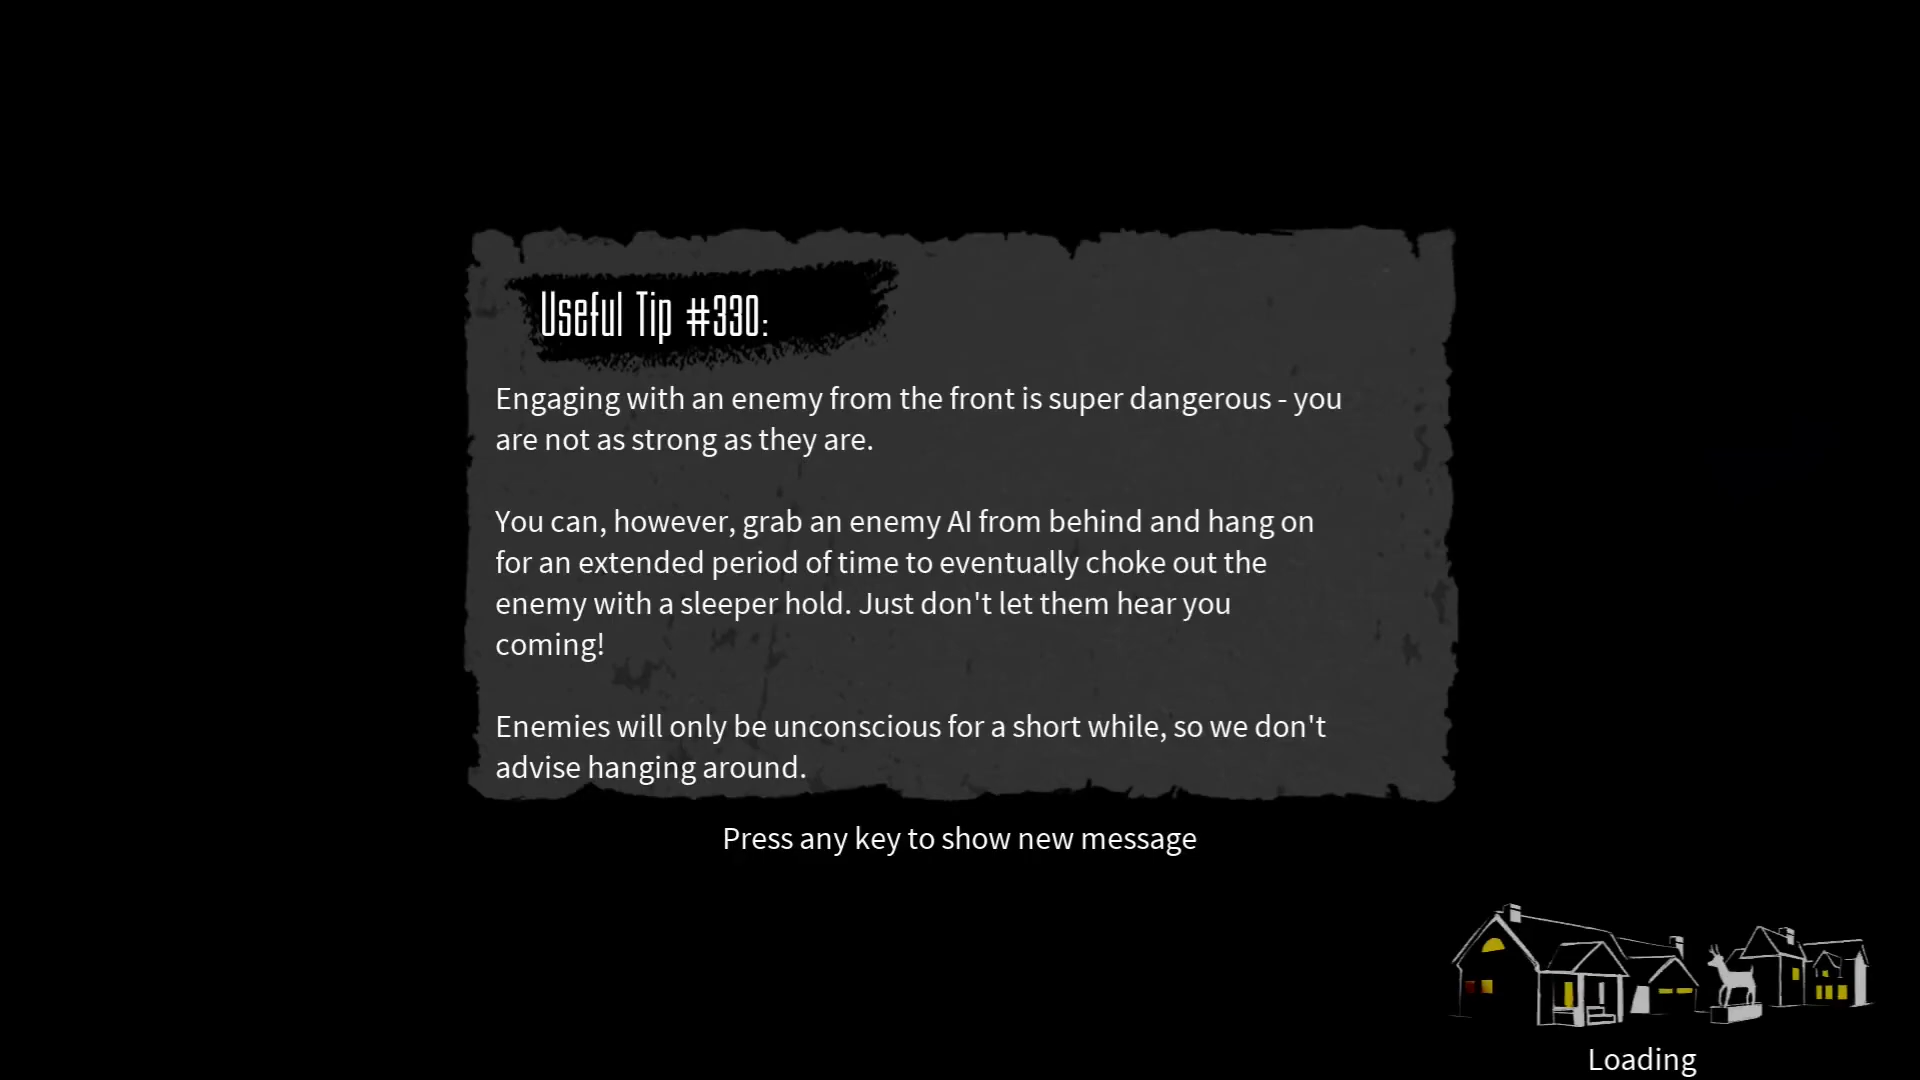 Useful Tip #330:
Engaging with an enemy from the front is super dangerous - you
are not as strong as they are.
You can, however, grab an enemy AI from behind and hang on
for an extended period of time to eventually choke out the
enemy with a sleeper hold. Just don't let them hear you
coming!
Enemies will only be unconscious for a short while, so we don't
advise hanging around.
Press any key to show new message
Loading